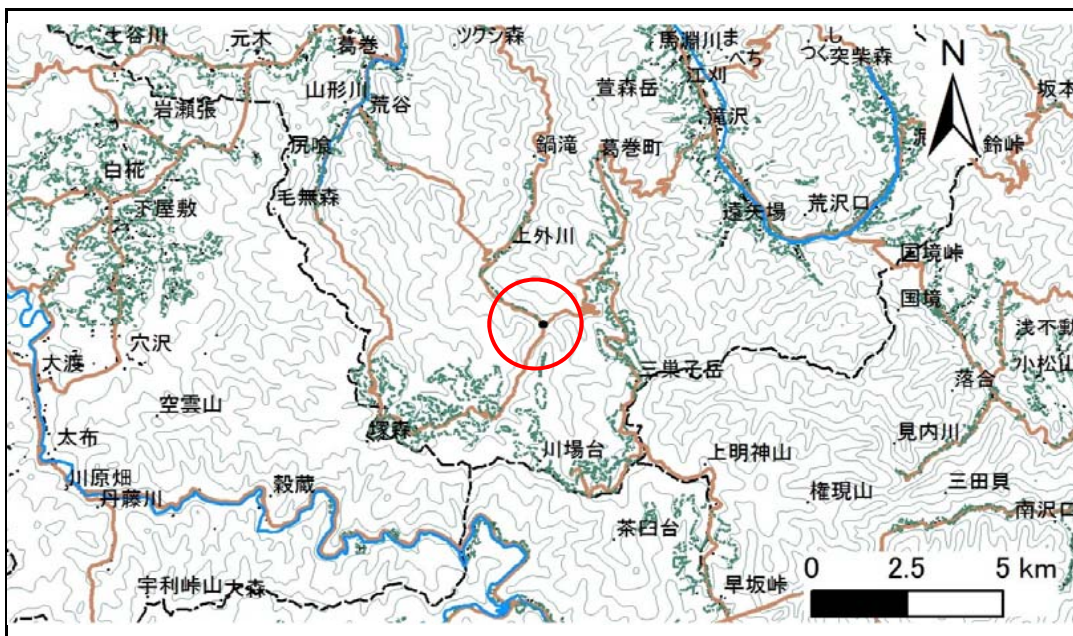 土谷川
元木
葛巻
ツクシ森
馬淵川
まべち
つくし
突柴森
N
江刈
坂本
山形川
荒谷
萱森岳
滝沢
岩瀬張
鍋滝
葛巻町
鈴峠
尻喰
白椛
毛無森
下屋敷
遠矢場
荒沢口
上外川
国境峠
国境
浅不動
穴沢
大渡
小松山
三巣子岳
落合
空雲山
塚森
見内川
太布
川場台
上明神山
三田貝
川原畑
穀蔵
権現山
丹藤川
南沢口
茶臼台
0 2.5 5 km
宇利峠山
大森
早坂峠